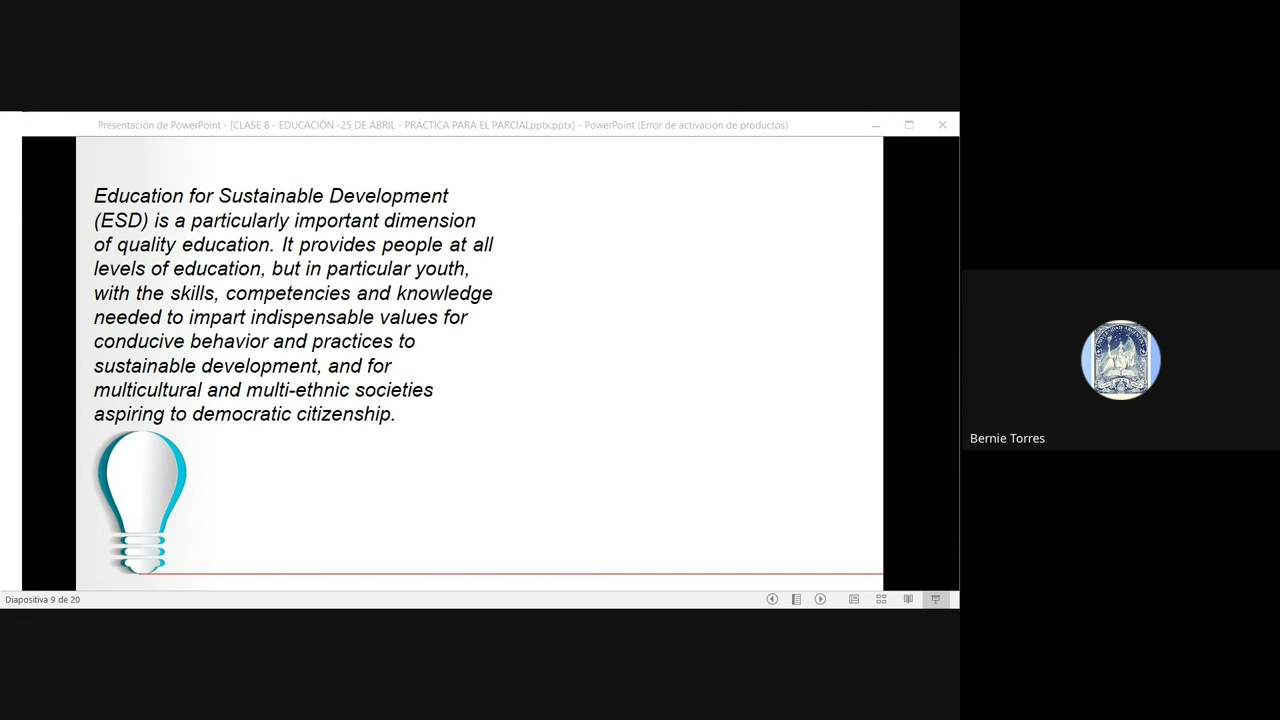 Presentación de PowerPoint - [CLASE 8 - EDUCACIÓN -25 DE ABRIL - PRÁCTICA PARA EL PARCIALpptx.pptx] - PowerPoint (Error de activación de productos)
Education for Sustainable Development
(ESD) is a particularly important dimension
of quality education. It provides people at all
levels of education, but in particular youth,
with the skills, competencies and knowledge
needed to impart indispensable values for
conducive behavior and practices to
sustainable development, and for
multicultural and multi-ethnic societies
aspiring to democratic citizenship.
Bernie Torres
Diapositiva 9 de 20